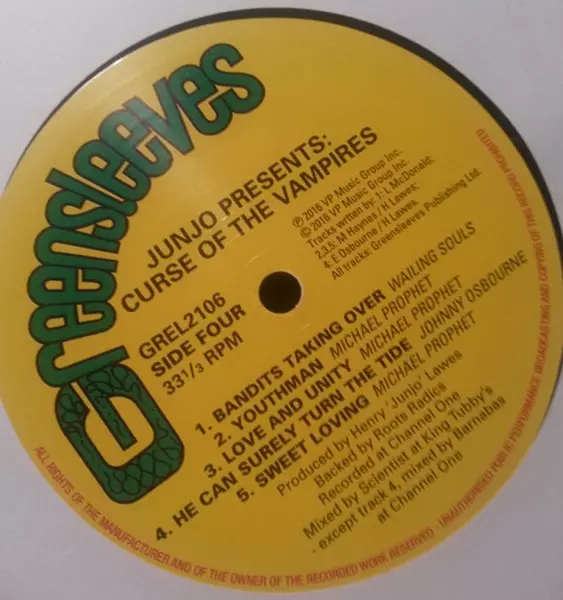 Greensleeves
JUNJO PRESENTS:
CURSE OF THE VAMPIRES
GREL2106
SIDE FOUR
33 1/3 RPM
℗ 2016 VP Music Group Inc.
© 2016 VP Music Group Inc.
Tracks written by: 1: L McDonald;
2,3,5: M Haynes / H Lawes;
4: E Osbourne / H Lawes.
All tracks: Greensleeves Publishing Ltd.
1. BANDITS TAKING OVER WAILING SOULS
2. YOUTHMAN MICHAEL PROPHET
3. LOVE AND UNITY MICHAEL PROPHET
4. HE CAN SURELY TURN THE TIDE JOHNNY OSBOURNE
5. SWEET LOVING MICHAEL PROPHET
Produced by Henry 'Junjo' Lawes
Backed by Roots Radics
Recorded at Channel One
Mixed by Scientist at King Tubby's
- except track 4, mixed by Barnabas
at Channel One
ALL RIGHTS OF THE MANUFACTURER AND OF THE OWNER OF THE RECORDED WORK RESERVED - UNAUTHORISED PUBLIC PERFORMANCE BROADCASTING AND COPYING OF THIS RECORD PROHIBITED